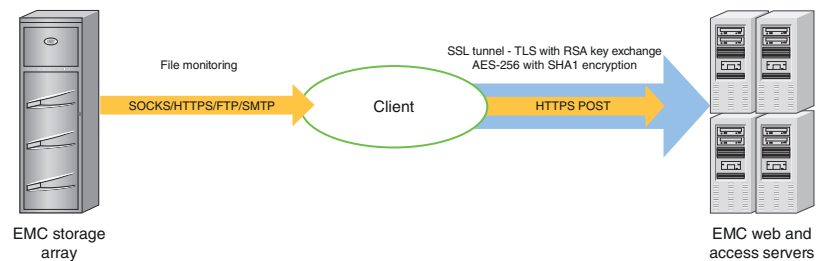 SSL tunnel - TLS with RSA key exchange
File monitoring
AES-256 with SHA1 encryption
SOCKS/HTTPS/FTP/SMTP
Client
HTTPS POST
EMC storage
array
EMC web and
access servers